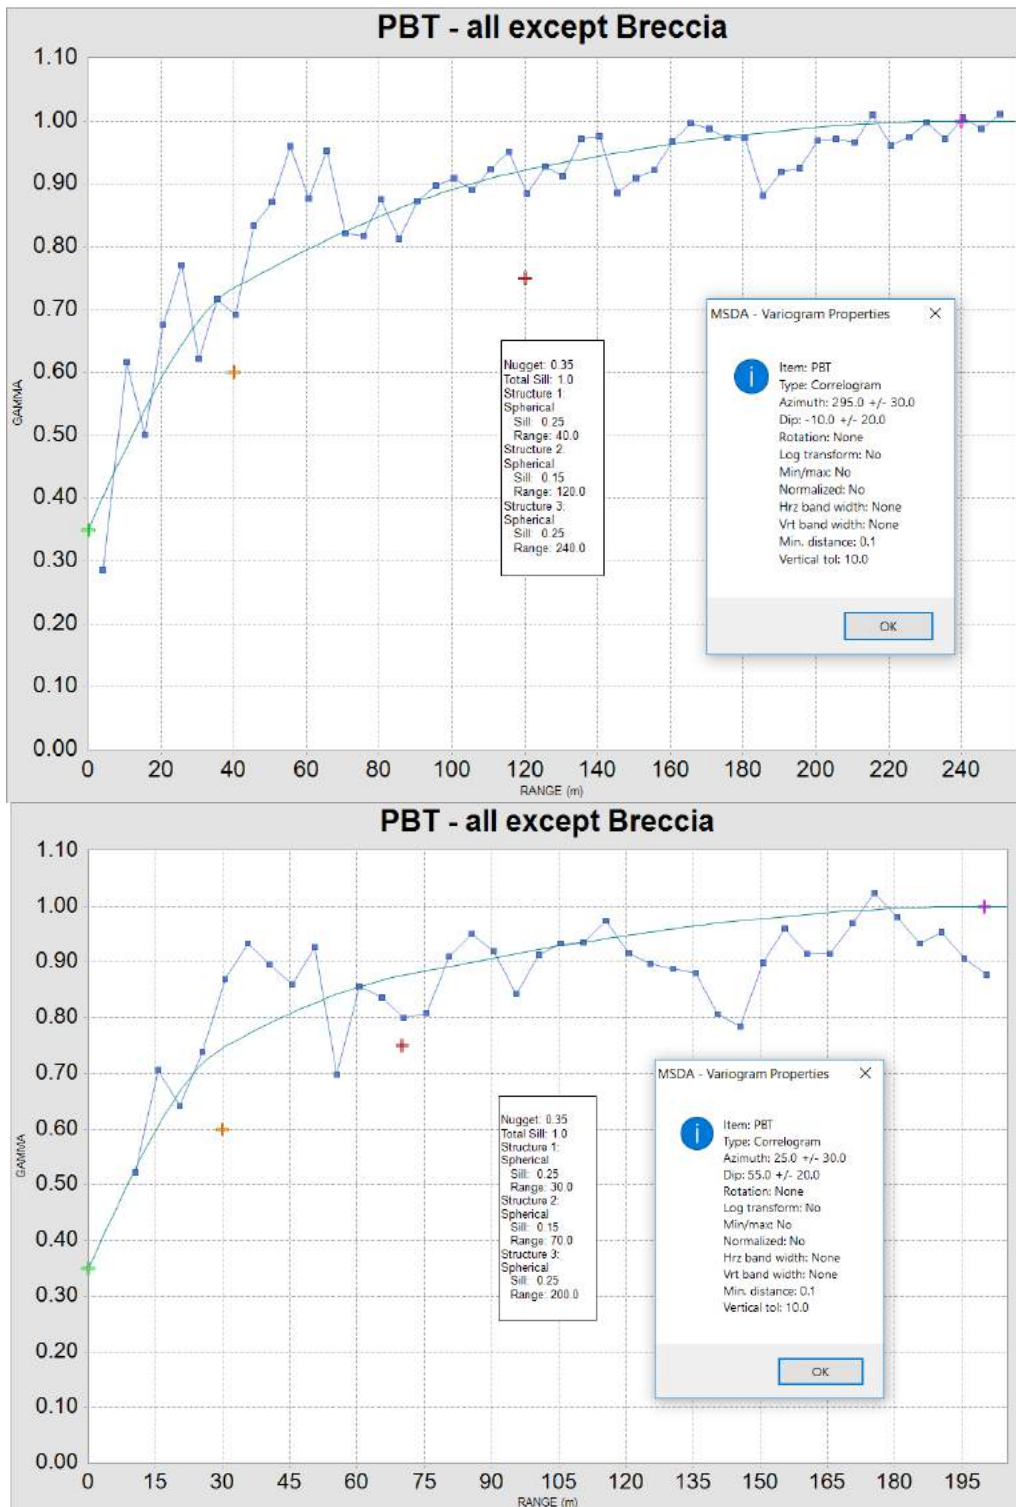 PBT - all except Breccia
1.10
1.00
0.90
0.80
0.70
0.60
0.50
0.40
0.30
0.20
0.10
0.00
GAMMA
0 20 40 60 80 100 120 140 160 180 200 220 240
RANGE (m)
Nugget: 0.35
Total Sill: 1.0
Structure 1:
Spherical
Sill: 0.25
Range: 40.0
Structure 2:
Spherical
Sill: 0.15
Range: 120.0
Structure 3:
Spherical
Sill: 0.25
Range: 240.0
MSDA - Variogram Properties
Item: PBT
Type: Correlogram
Azimuth: 295.0 +/- 30.0
Dip: -10.0 +/- 20.0
Rotation: None
Log transform: No
Min/max: No
Normalized: No
Hrz band width: None
Vrt band width: None
Min. distance: 0.1
Vertical tol: 10.0
OK
PBT - all except Breccia
1.10
1.00
0.90
0.80
0.70
0.60
0.50
0.40
0.30
0.20
0.10
0.00
GAMMA
0 15 30 45 60 75 90 105 120 135 150 165 180 195
RANGE (m)
Nugget: 0.35
Total Sill: 1.0
Structure 1:
Spherical
Sill: 0.25
Range: 30.0
Structure 2:
Spherical
Sill: 0.15
Range: 70.0
Structure 3:
Spherical
Sill: 0.25
Range: 200.0
MSDA - Variogram Properties
Item: PBT
Type: Correlogram
Azimuth: 25.0 +/- 30.0
Dip: 55.0 +/- 20.0
Rotation: None
Log transform: No
Min/max: No
Normalized: No
Hrz band width: None
Vrt band width: None
Min. distance: 0.1
Vertical tol: 10.0
OK